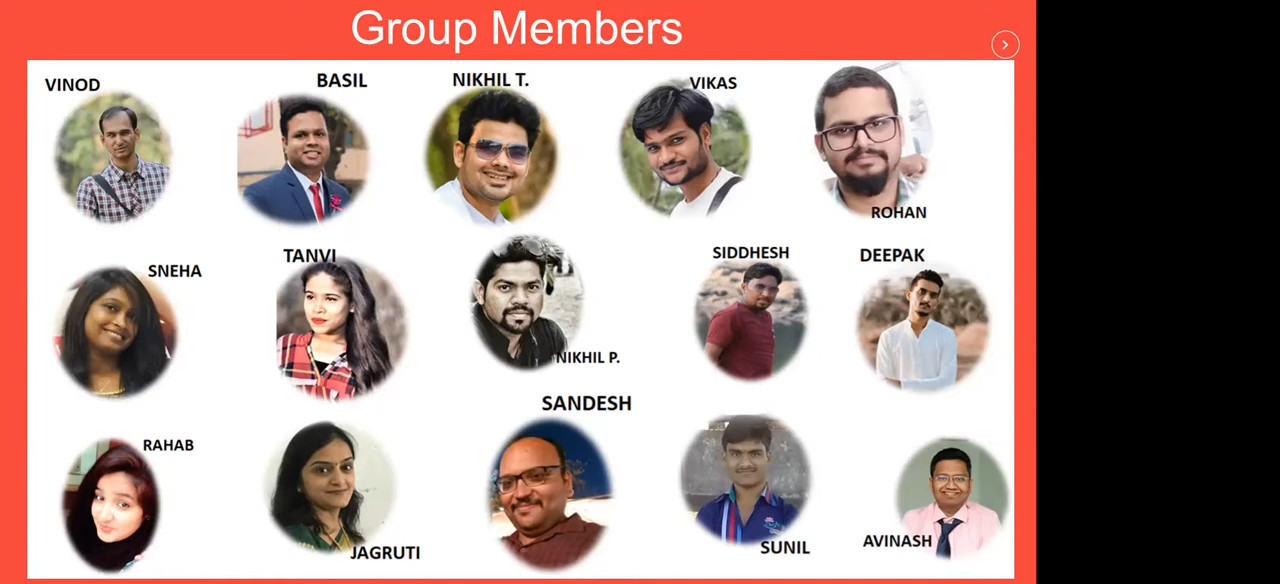 Group Members
VINOD
BASIL
NIKHIL T.
VIKAS
ROHAN
SNEHA
TANVI
NIKHIL P.
SIDDHESH
DEEPAK
RAHAB
JAGRUTI
SANDESH
SUNIL
AVINASH